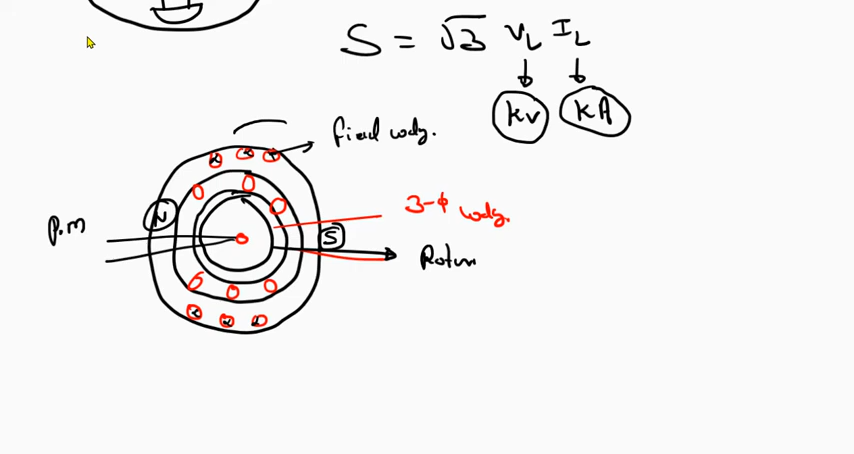 S = √3 V_L I_L
KV KA
field wdg.
3-ϕ wdg.
N
P.M
S
Rotor